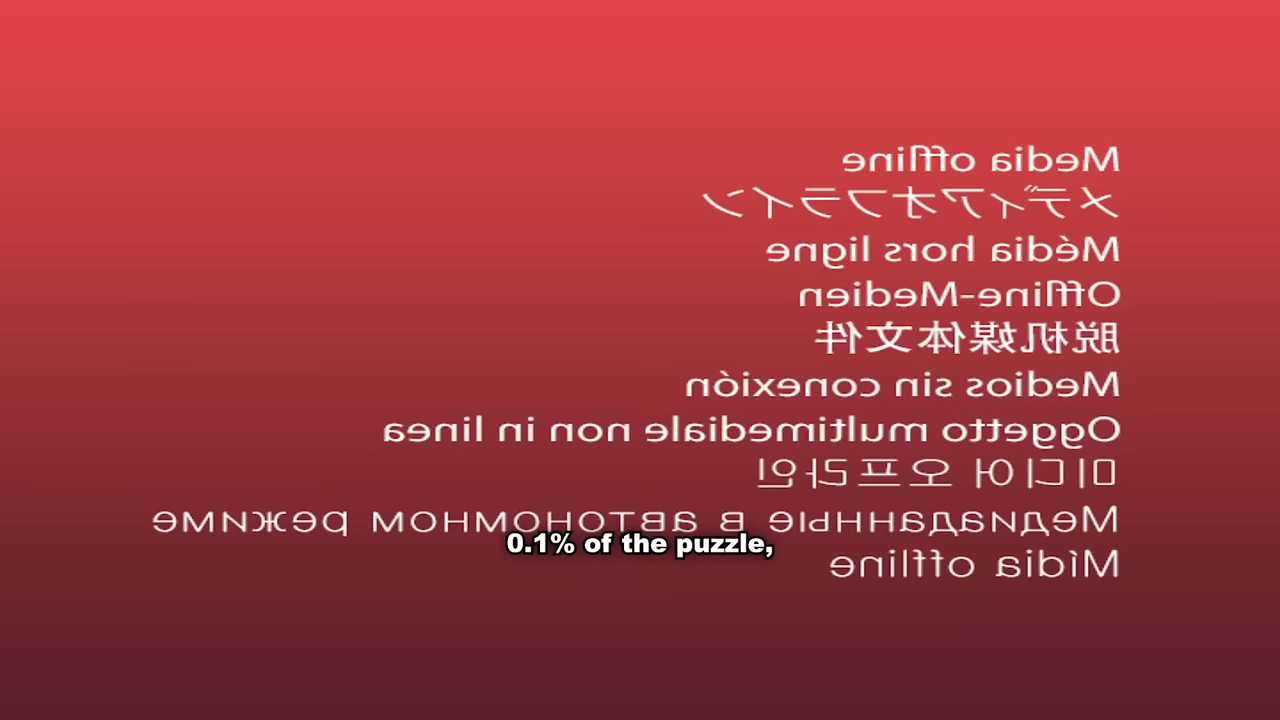 Media offline
メディアオフライン
Média hors ligne
Offline-Medien
脱机媒体文件
Medios sin conexión
Oggetto multimediale non in linea
미디어 오프라인
Медиаданные в автономном режиме
0.1% of the puzzle,
Mídia offline